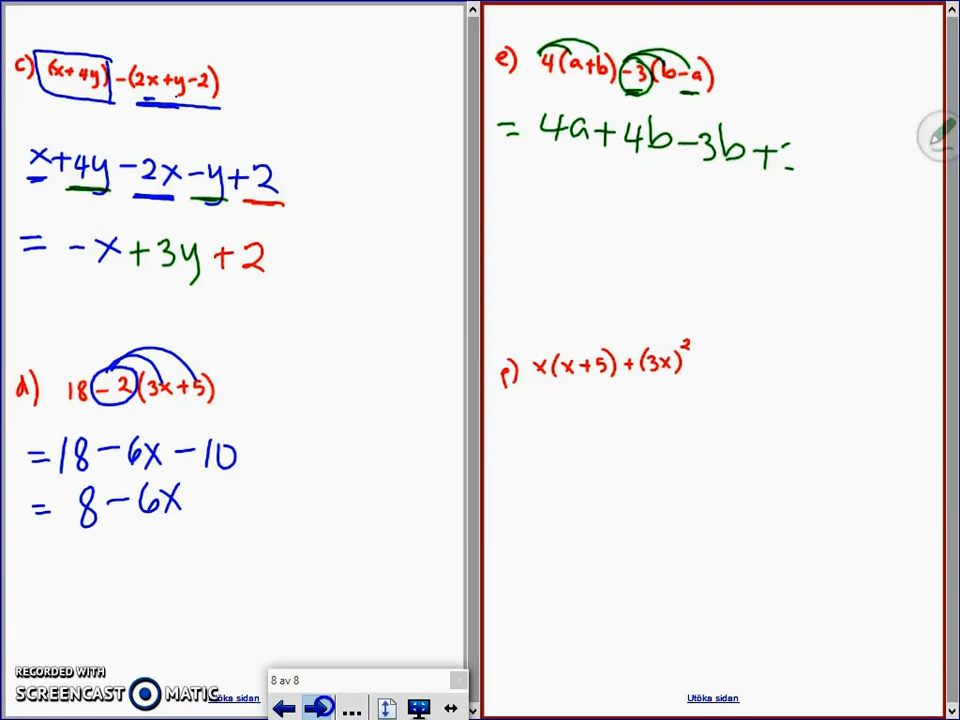 c) (x+4y) -(2x+y-2)
x+4y-2x-y+2
= -x+3y+2
d) 18-2(3x+5)
=18-6x-10
= 8-6x
e) 4(a+b)-3(b-a)
= 4a+4b-3b+
f) x(x+5)+(3x)²
RECORDED WITH
SCREENCAST MATIC
Utöka sidan
8 av 8
...
Utöka sidan